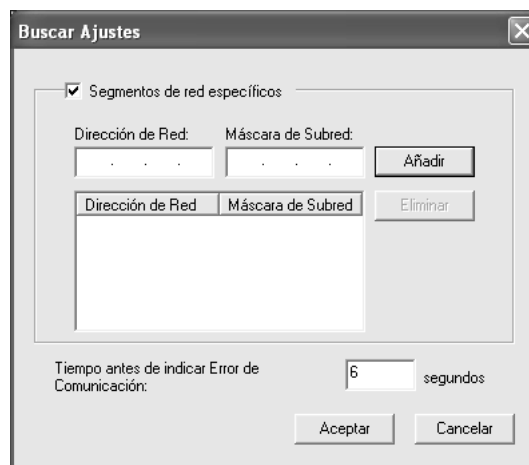 Buscar Ajustes
Segmentos de red específicos
Dirección de Red: Máscara de Subred:
. . . . . . Añadir
Dirección de Red Máscara de Subred Eliminar
Tiempo antes de indicar Error de
Comunicación: 6 segundos
Aceptar Cancelar